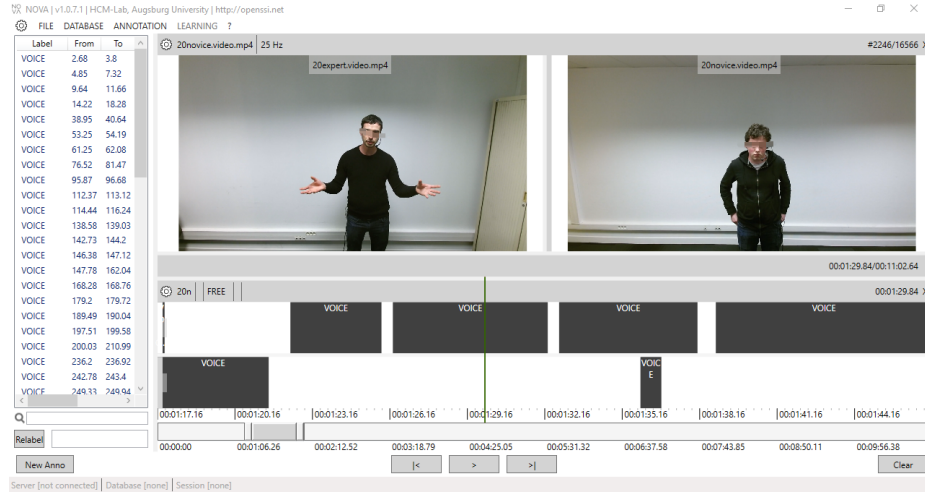 NOVA | v1.0.7.1 | HCM-Lab, Augsburg University | http://openssi.net
FILE DATABASE ANNOTATION LEARNING ?
Label From To
VOICE 2.68 3.8
VOICE 4.85 7.32
VOICE 9.64 11.66
VOICE 14.22 18.28
VOICE 38.95 40.64
VOICE 53.25 54.19
VOICE 61.25 62.08
VOICE 76.52 81.47
VOICE 95.87 96.68
VOICE 112.37 113.12
VOICE 114.44 116.24
VOICE 138.58 139.03
VOICE 142.73 144.2
VOICE 146.38 147.12
VOICE 147.78 162.04
VOICE 168.28 168.76
VOICE 179.2 179.72
VOICE 189.49 190.04
VOICE 197.51 199.58
VOICE 200.03 210.99
VOICE 236.2 236.92
VOICE 242.78 243.4
VOICE 249.33 249.94
Relabel
New Anno
20novice.video.mp4 25 Hz #2246/16566 X
20expert.video.mp4 20novice.video.mp4
00:01:29.84/00:11:02.64
20n FREE 00:01:29.84 X
VOICE VOICE VOICE VOICE
VOICE VOIC
E
00:01:17.16 00:01:20.16 00:01:23.16 00:01:26.16 00:01:29.16 00:01:32.16 00:01:35.16 00:01:38.16 00:01:41.16 00:01:44.16
00:00:00 00:01:06.26 00:02:12.52 00:03:18.79 00:04:25.05 00:05:31.32 00:06:37.58 00:07:43.85 00:08:50.11 00:09:56.38
|< > >| Clear
Server [not connected] Database [none] Session [none]